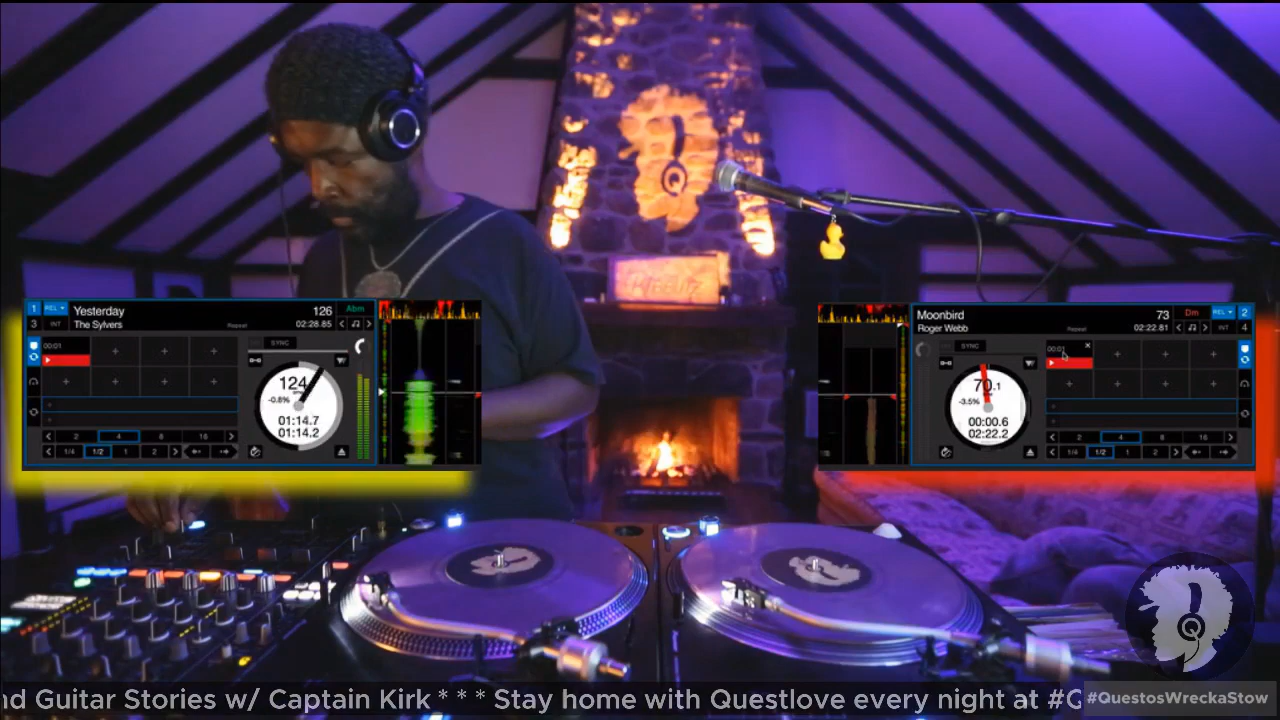 1 REL Yesterday 126 Abm
3 INT The Sylvers Repeat 02:28.85
SYNC
00:01
124
-0.8%
01:14.7
01:14.2
2 4 8 16
1/4 1/2 1 2
Moonbird 73 Dm REL 2
Roger Webb Repeat 02:22.81 INT 4
SYNC
00:01
70.1
-3.5%
00:00.6
02:22.2
2 4 8 16
1/4 1/2 1 2
Q
Q
nd Guitar Stories w/ Captain Kirk * * * Stay home with Questlove every night at #G
#QuestosWreckaStow